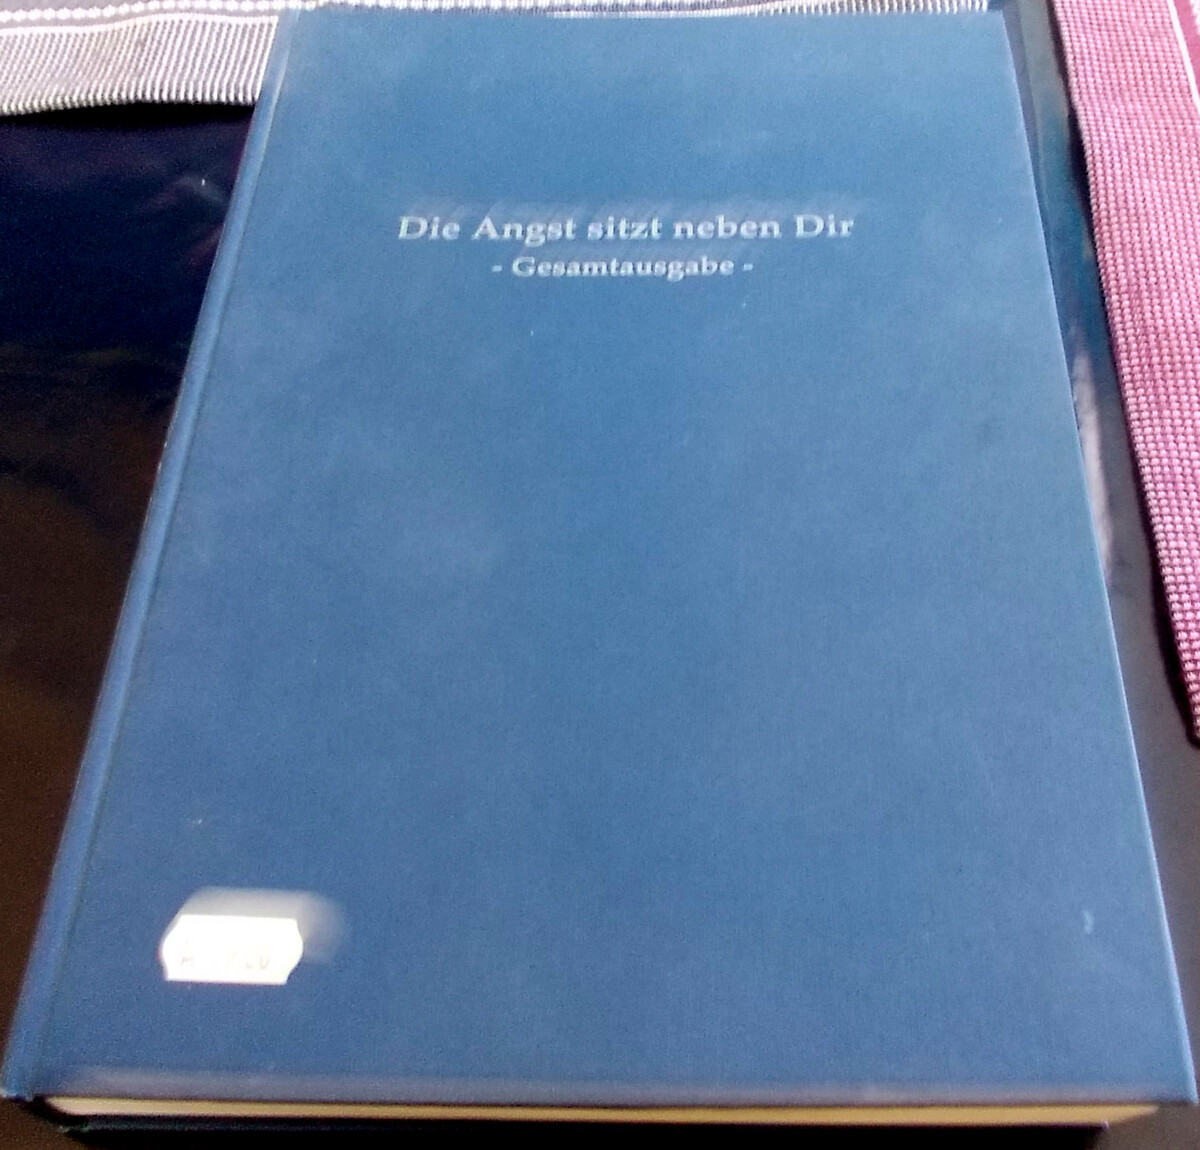 Die Angst sitzt neben Dir
- Gesamtausgabe -